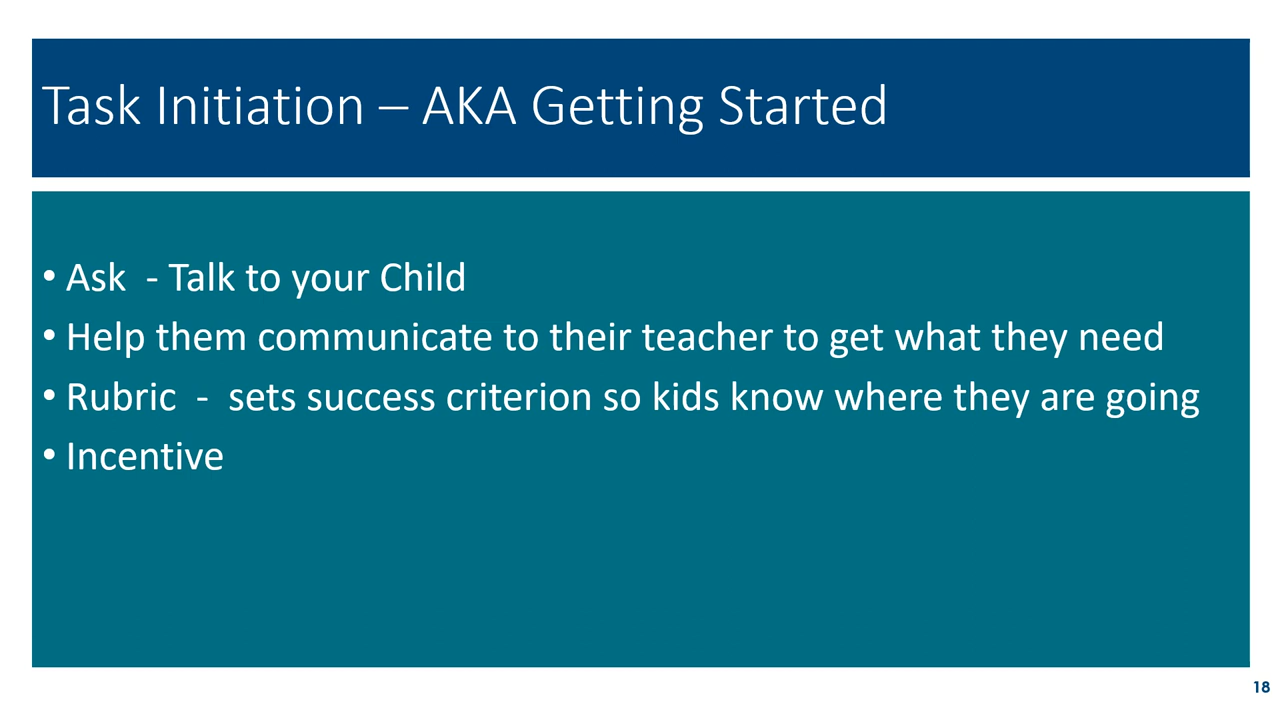 Task Initiation – AKA Getting Started
• Ask  - Talk to your Child
• Help them communicate to their teacher to get what they need
• Rubric  -  sets success criterion so kids know where they are going
• Incentive
18